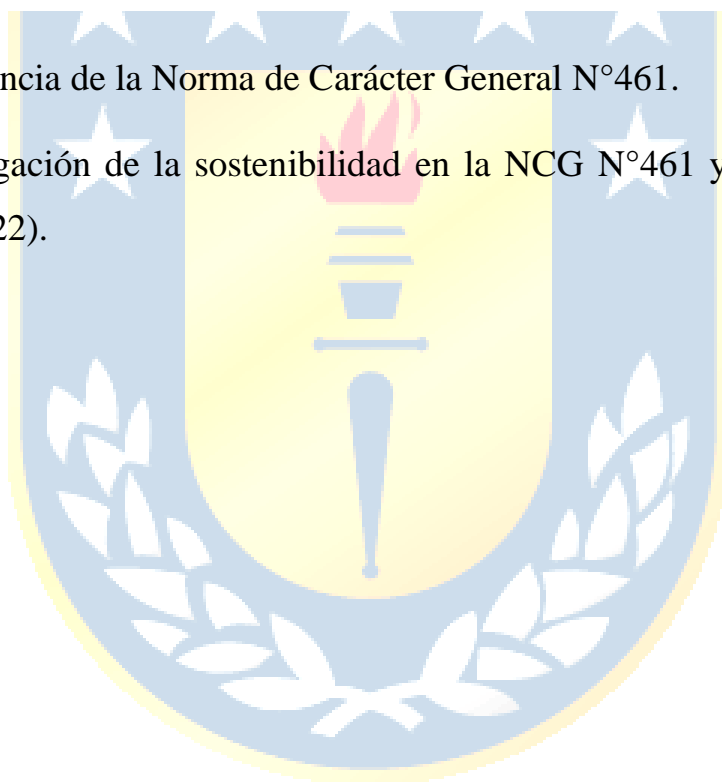 ncia de la Norma de Carácter General N°461.
gación de la sostenibilidad en la NCG N°461 y
22).